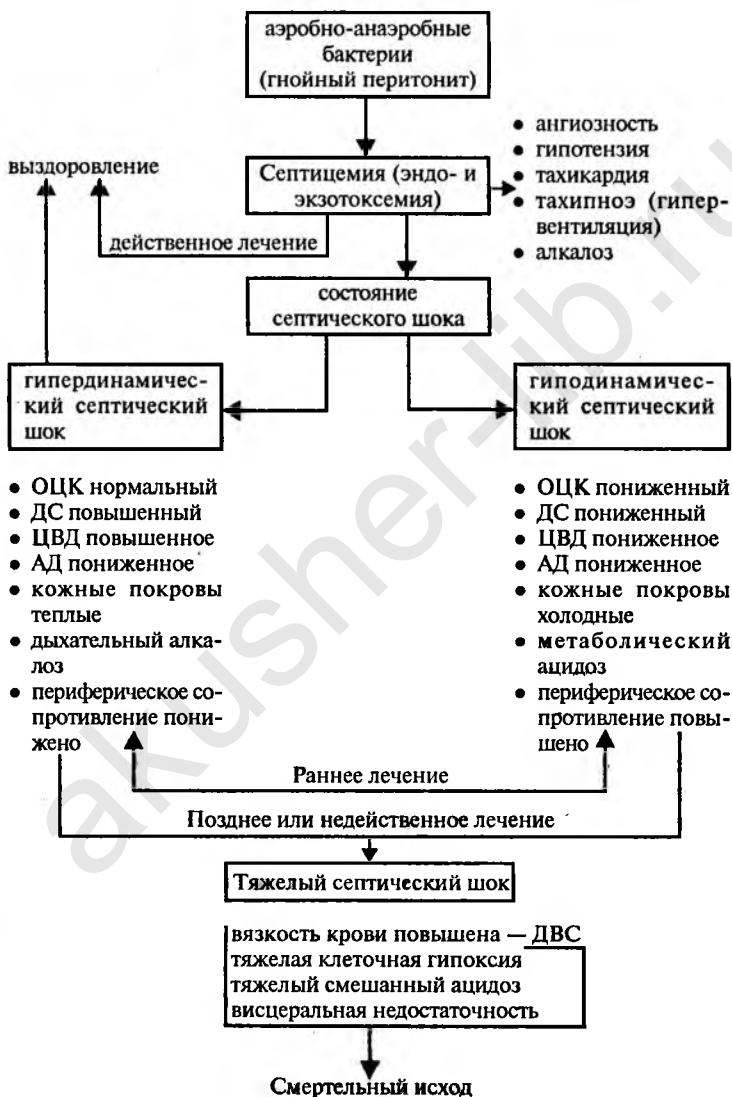 аэробно-анаэробные
бактерии
(гнойный перитонит)
выздоровление
Септицемия (эндо- и
экзотоксемия)
• ангиозность
• гипотензия
• тахикардия
• тахипноэ (гипер-
вентиляция)
• алкалоз
действенное лечение
состояние
септического шока
гипердинамичес-
кий септический
шок
гиподинамичес-
кий септический
шок
• ОЦК нормальный
• ДС повышенный
• ЦВД повышенное
• АД пониженное
• кожные покровы
теплые
• дыхательный алка-
лоз
• периферическое со-
противление пони-
жено
• ОЦК пониженный
• ДС пониженный
• ЦВД пониженное
• АД пониженное
• кожные покровы
холодные
• метаболический
ацидоз
• периферическое со-
противление повы-
шено
Раннее лечение
Позднее или недейственное лечение
Тяжелый септический шок
вязкость крови повышена — ДВС
тяжелая клеточная гипоксия
тяжелый смешанный ацидоз
висцеральная недостаточность
Смертельный исход
akusher-lib.ru